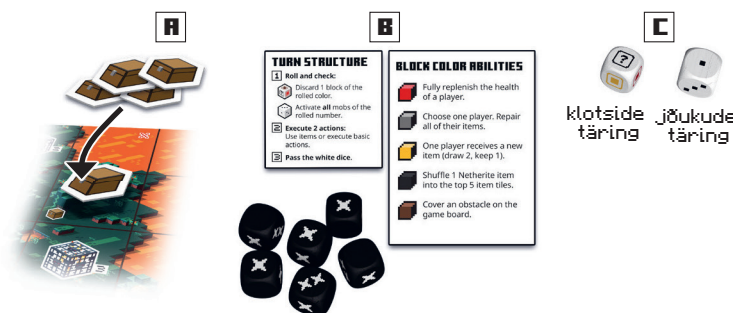 A
B
C
TURN STRUCTURE
1 Roll and check:
Discard 1 block of the
rolled color.
Activate all mobs of the
rolled number.
2 Execute 2 actions:
Use items or execute basic
actions.
3 Pass the white dice.
BLOCK COLOR ABILITIES
Fully replenish the health
of a player.
Choose one player. Repair
all of their items.
One player receives a new
item (draw 2, keep 1).
Shuffle 1 Netherite item
into the top 5 item tiles.
Cover an obstacle on the
game board.
?
klotside
täring
jõukude
täring